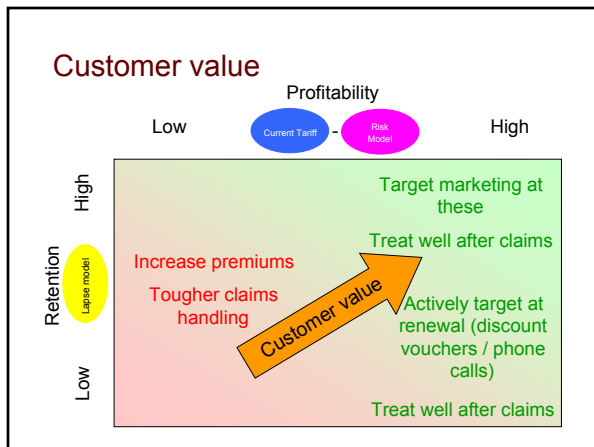 Customer value
Profitability
Low
Current Tariff
-
Risk
Model
High
High
Retention
Lapse model
Low
Target marketing at
these
Treat well after claims
Increase premiums
Tougher claims
handling
Customer value
Actively target at
renewal (discount
vouchers / phone
calls)
Treat well after claims